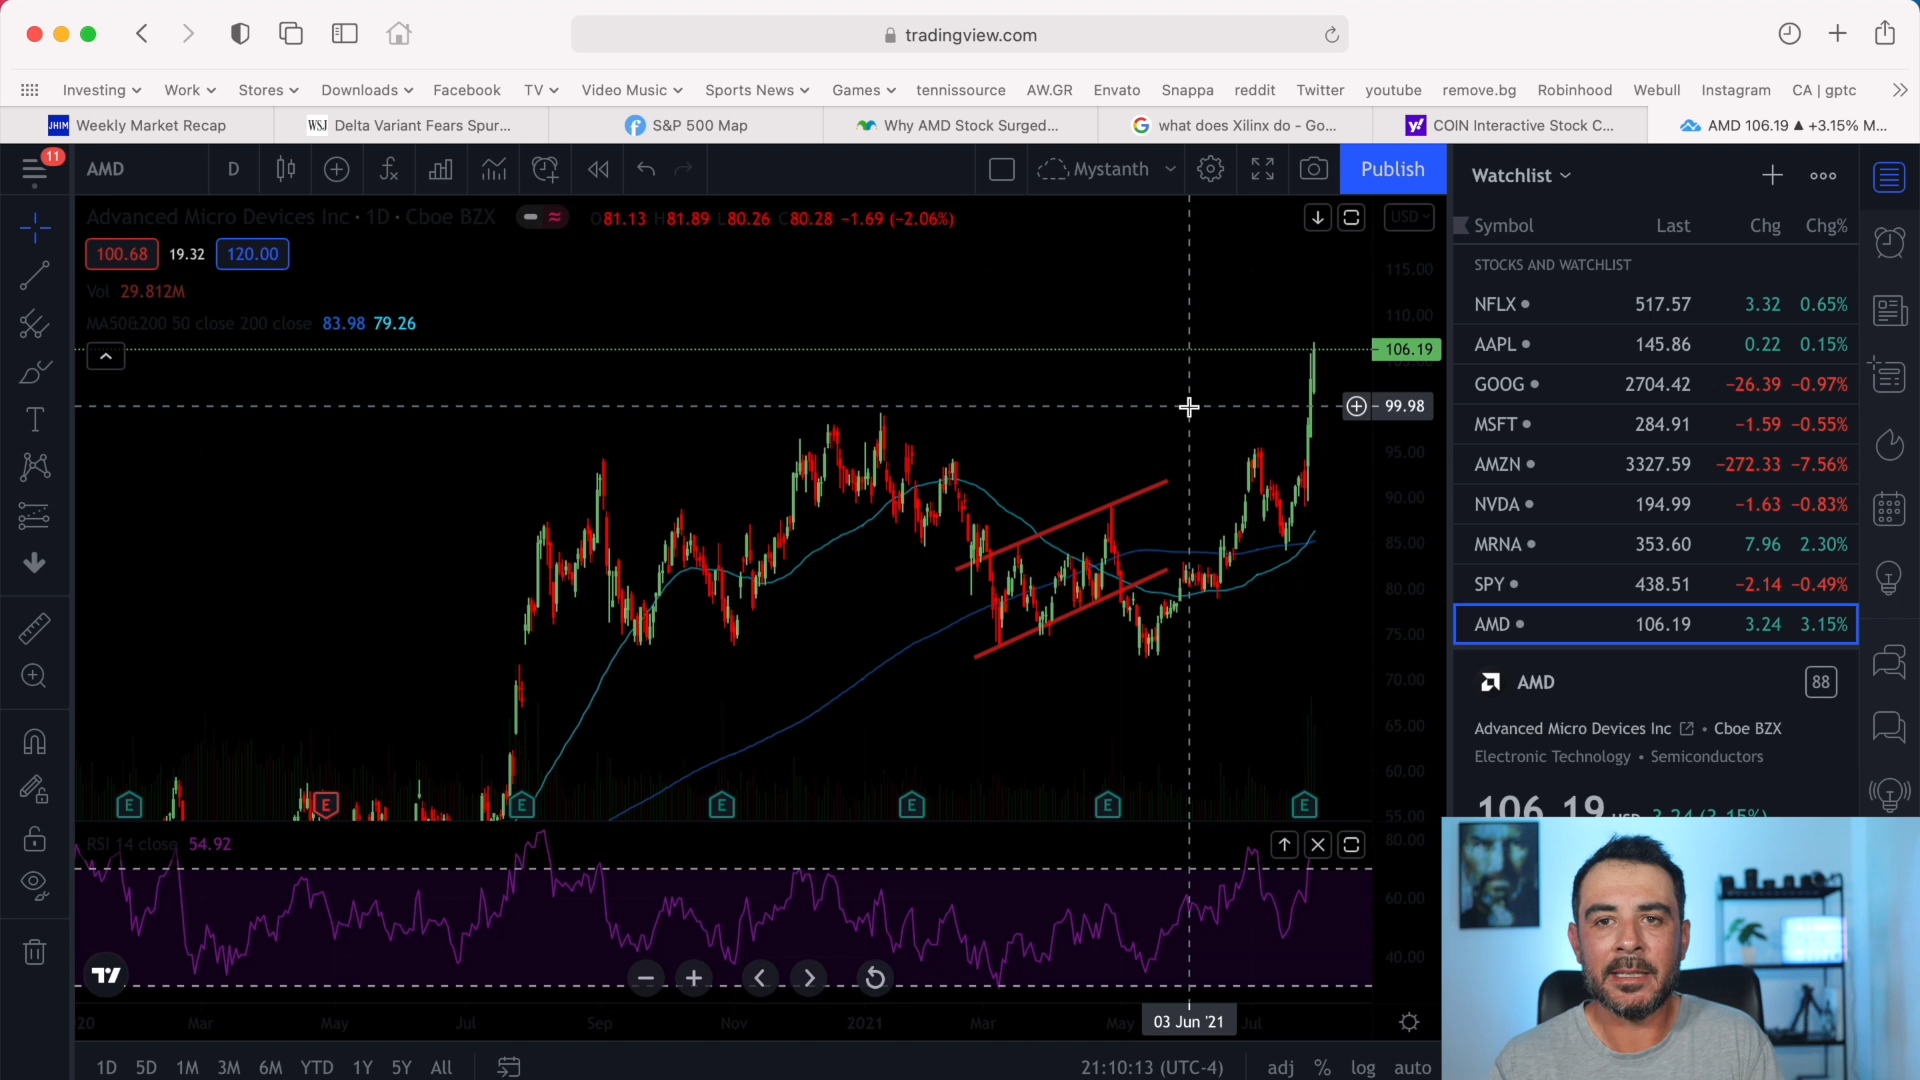 tradingview.com
Investing Work Stores Downloads Facebook TV Video Music Sports News Games tennissource AW.GR Envato Snappa reddit Twitter youtube remove.bg Robinhood Webull Instagram CA | gptc
JHIM Weekly Market Recap WSJ Delta Variant Fears Spur... S&P 500 Map Why AMD Stock Surged... what does Xilinx do - Go... y! COIN Interactive Stock C... AMD 106.19 ▲ +3.15% M...
11
AMD D Mystanth Publish
Watchlist
Advanced Micro Devices Inc · 1D · Cboe BZX O81.13 H81.89 L80.26 C80.28 −1.69 (−2.06%) USD
100.68 19.32 120.00
Vol 29.812M
MA50&200 50 close 200 close 83.98 79.26
115.00
110.00
106.19
105.00
99.98
95.00
90.00
85.00
80.00
75.00
70.00
65.00
60.00
55.00
E E E E E E E
RSI 14 close 54.92
80.00
60.00
40.00
20 Mar May Jul Sep Nov 2021 Mar May 03 Jun '21 Jul
1D 5D 1M 3M 6M YTD 1Y 5Y All 21:10:13 (UTC-4) adj % log auto
Symbol Last Chg Chg%
STOCKS AND WATCHLIST
NFLX 517.57 3.32 0.65%
AAPL 145.86 0.22 0.15%
GOOG 2704.42 −26.39 −0.97%
MSFT 284.91 −1.59 −0.55%
AMZN 3327.59 −272.33 −7.56%
NVDA 194.99 −1.63 −0.83%
MRNA 353.60 7.96 2.30%
SPY 438.51 −2.14 −0.49%
AMD 106.19 3.24 3.15%
AMD 88
Advanced Micro Devices Inc • Cboe BZX
Electronic Technology • Semiconductors
106.19 USD 3.24 (3.15%)